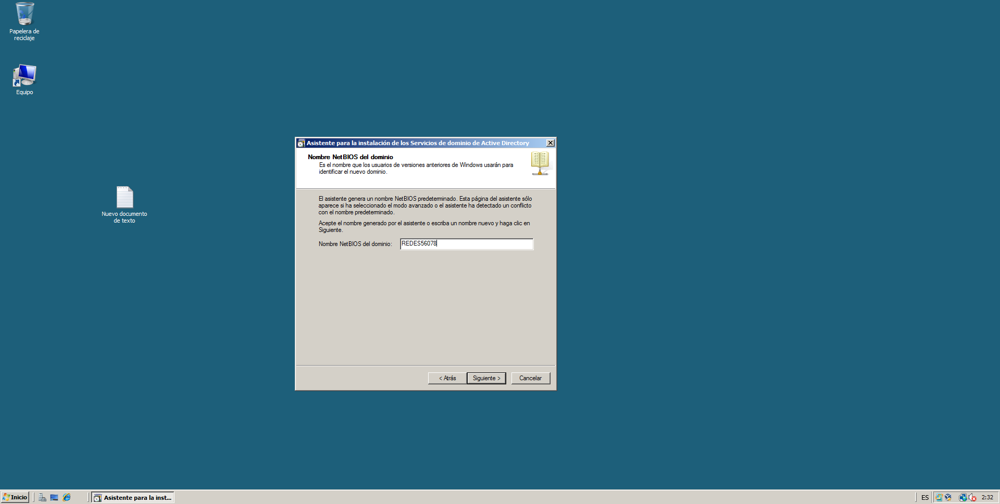 Papelera de
reciclaje
Equipo
Nuevo documento
de texto
Asistente para la instalación de los Servicios de dominio de Active Directory
Nombre NetBIOS del dominio
Es el nombre que los usuarios de versiones anteriores de Windows usarán para
identificar el nuevo dominio.
El asistente genera un nombre NetBIOS predeterminado. Esta página del asistente sólo
aparece si ha seleccionado el modo avanzado o el asistente ha detectado un conflicto
con el nombre predeterminado.
Acepte el nombre generado por el asistente o escriba un nombre nuevo y haga clic en
Siguiente.
Nombre NetBIOS del dominio: REDES56078
< Atrás Siguiente > Cancelar
Inicio Asistente para la inst... ES 2:32